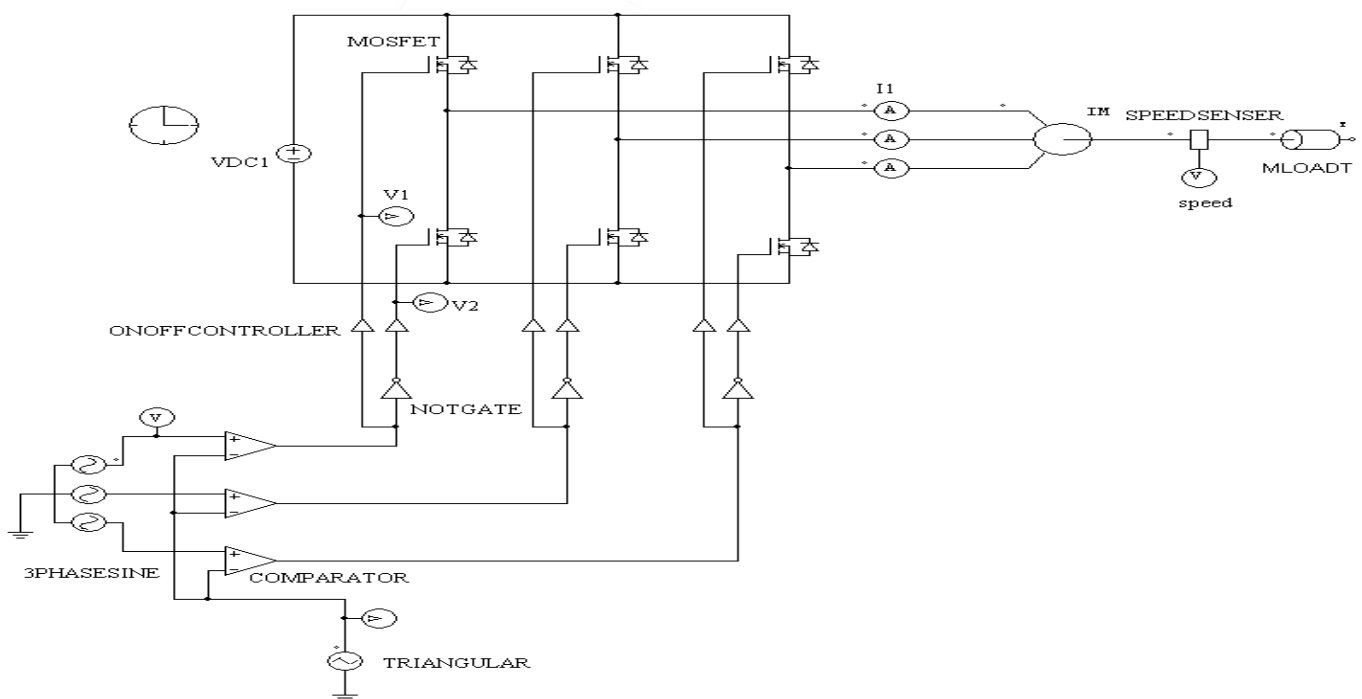 MOSFET
I1
A
IM
SPEEDSENSER
I
VDC1
A
A
MLOADT
V
speed
V1
V
V2
V
ONOFFCONTROLLER
NOTGATE
V
3PHASESINE
COMPARATOR
V
TRIANGULAR